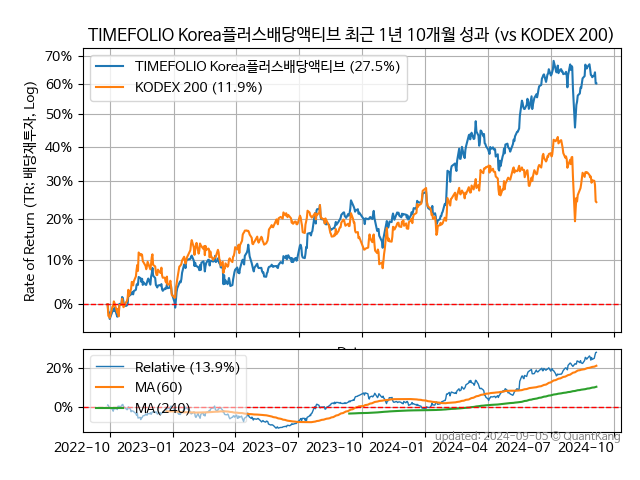 TIMEFOLIO Korea플러스배당액티브 최근 1년 10개월 성과 (vs KODEX 200)
Rate of Return (TR: 배당재투자, Log)
70%
60%
50%
40%
30%
20%
10%
0%
TIMEFOLIO Korea플러스배당액티브 (27.5%)
KODEX 200 (11.9%)
20%
0%
Relative (13.9%)
MA(60)
MA(240)
2022-10 2023-01 2023-04 2023-07 2023-10 2024-01 2024-04 2024-07 2024-10
updated: 2024-09-05 © QuantKang